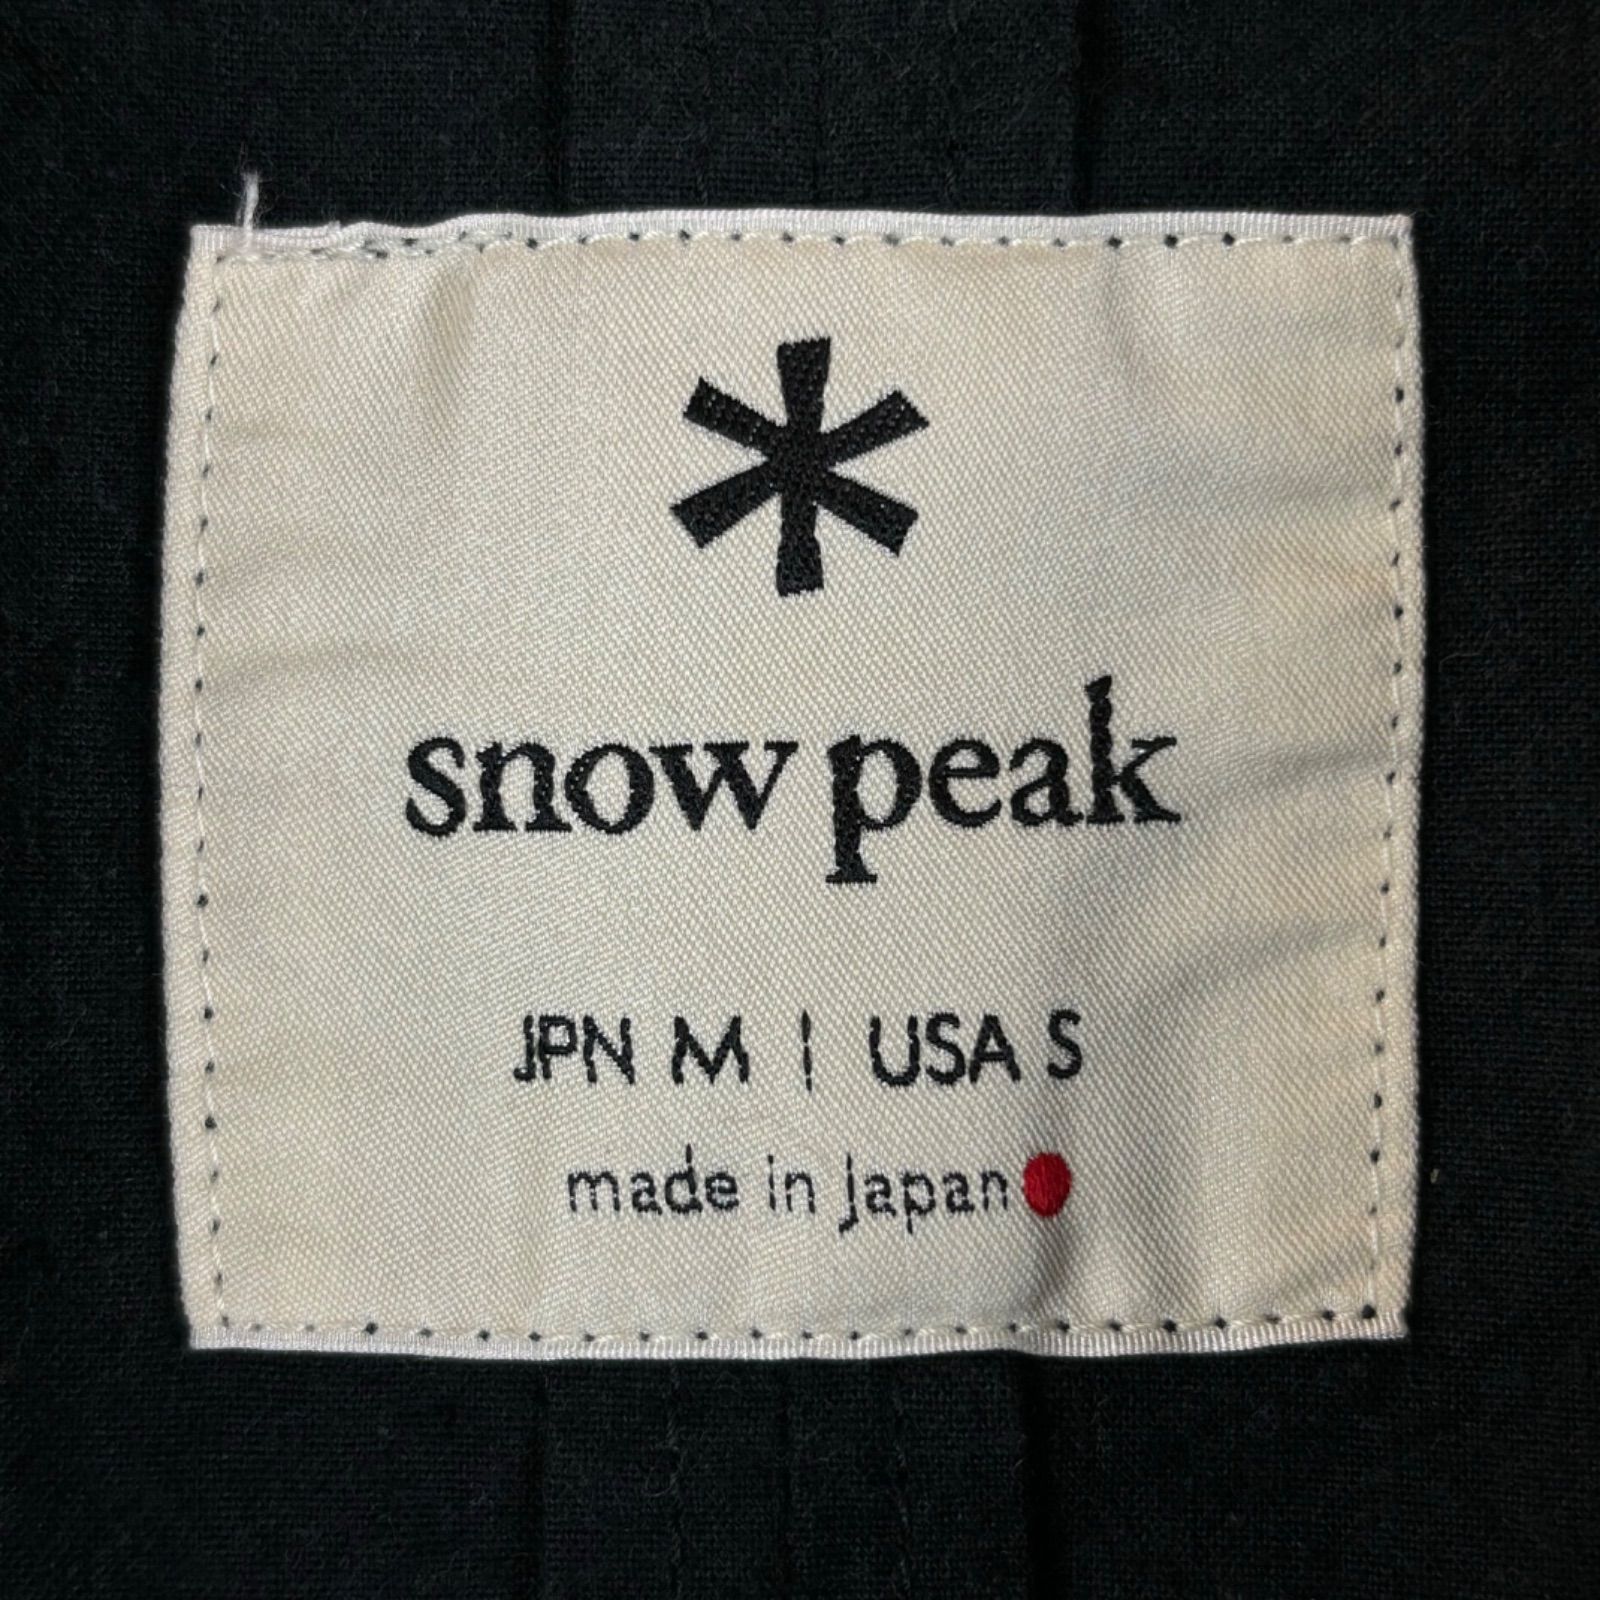 snow peak
JPN M | USA S
made in japan